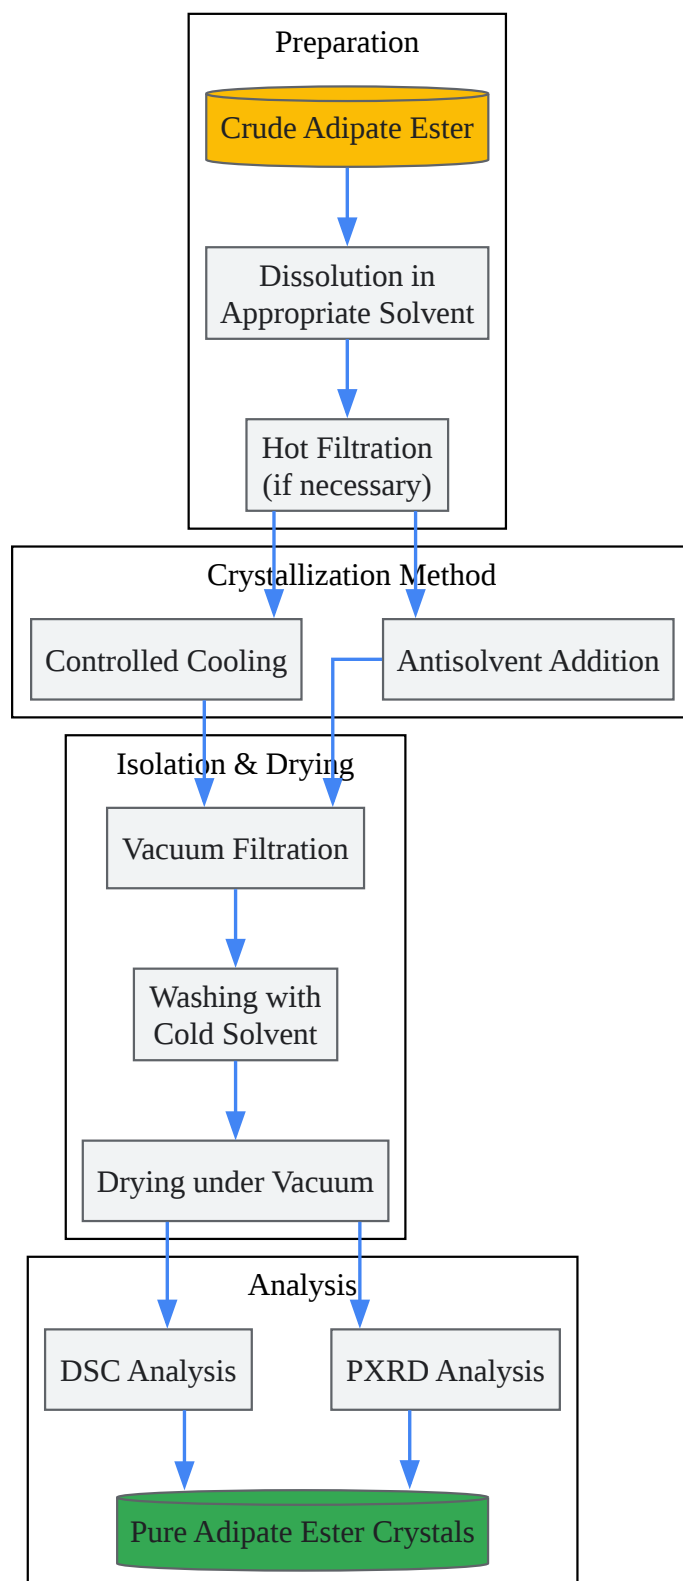 Preparation
Crude Adipate Ester
Dissolution in
Appropriate Solvent
Hot Filtration
(if necessary)
Crystallization Method
Controlled Cooling
Antisolvent Addition
Isolation & Drying
Vacuum Filtration
Washing with
Cold Solvent
Drying under Vacuum
Analysis
DSC Analysis
PXRD Analysis
Pure Adipate Ester Crystals